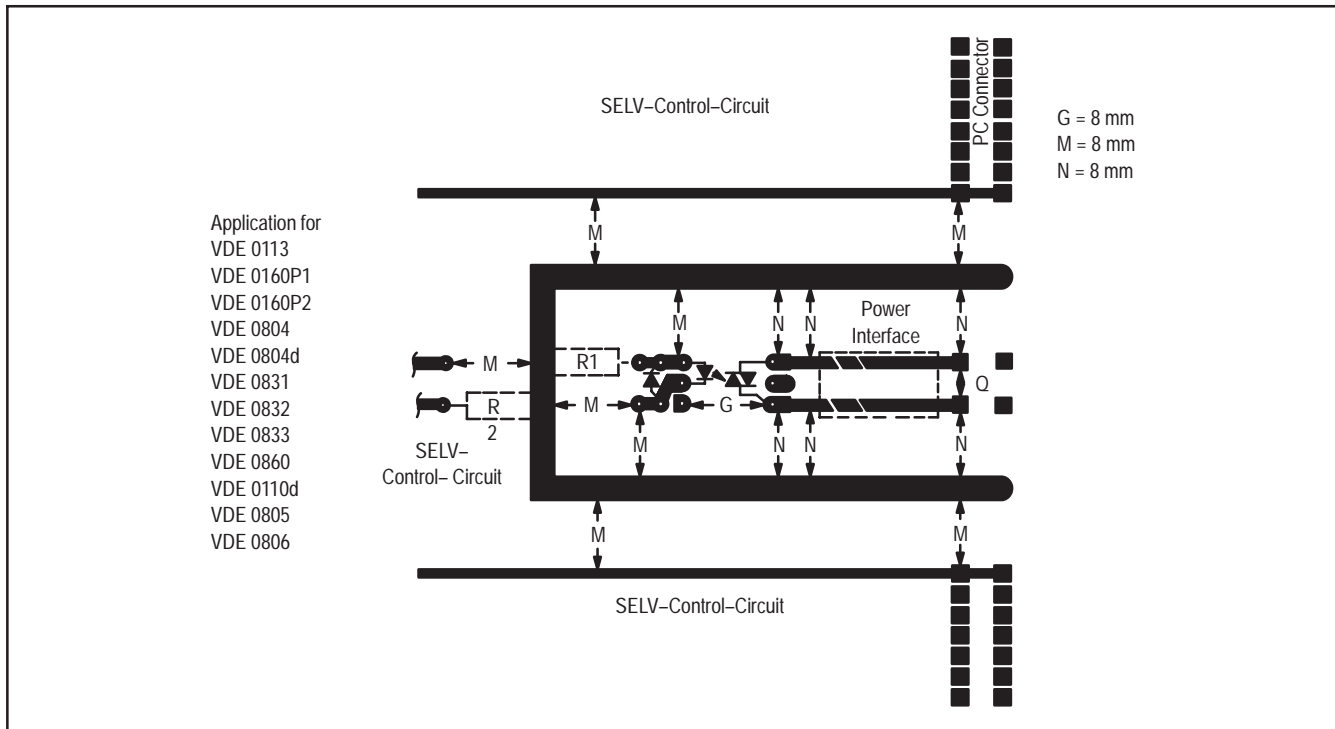 SELV–Control–Circuit
PC Connector
G = 8 mm
M = 8 mm
N = 8 mm
Application for
VDE 0113
VDE 0160P1
VDE 0160P2
VDE 0804
VDE 0804d
VDE 0831
VDE 0832
VDE 0833
VDE 0860
VDE 0110d
VDE 0805
VDE 0806
M
M
M
N
N
Power
Interface
N
M
R1
Q
R
2
M
G
M
N
N
N
SELV–
Control– Circuit
M
M
SELV–Control–Circuit